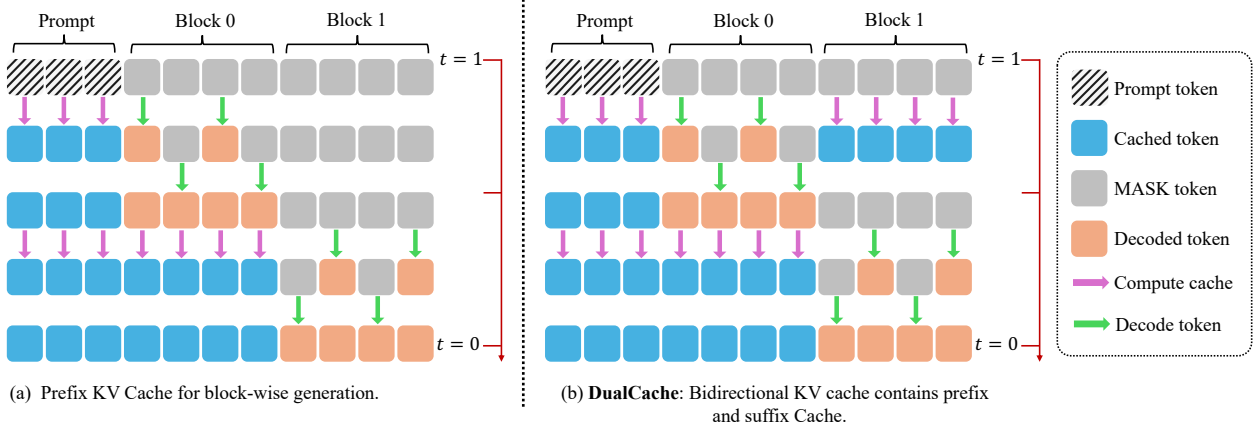 Prompt
Block 0
Block 1
t = 1
t = 0
(a) Prefix KV Cache for block-wise generation.
Prompt
Block 0
Block 1
t = 1
t = 0
(b) DualCache: Bidirectional KV cache contains prefix
and suffix Cache.
Prompt token
Cached token
MASK token
Decoded token
Compute cache
Decode token